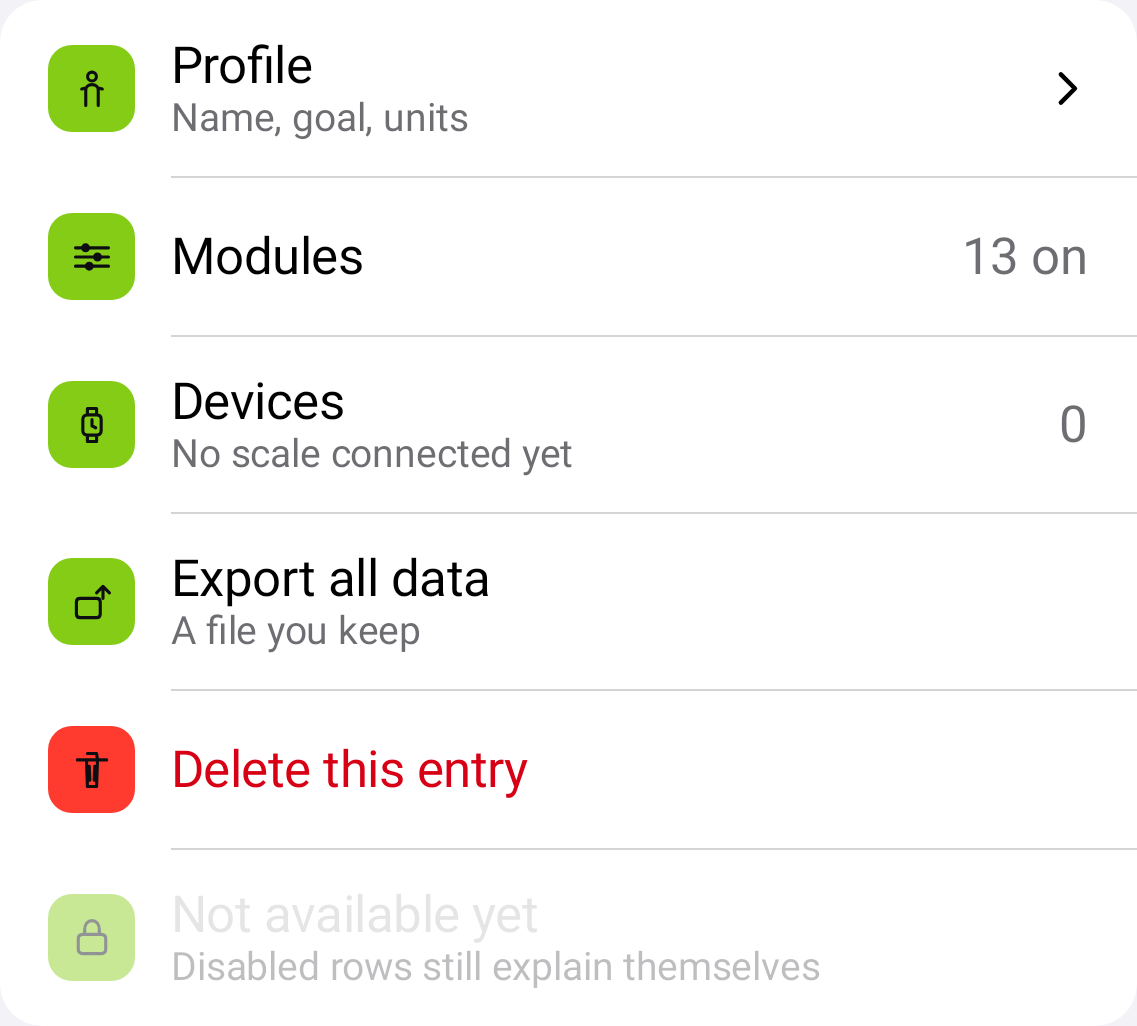 Profile
Name, goal, units
Modules
13 on
Devices
No scale connected yet
0
Export all data
A file you keep
Delete this entry
Not available yet
Disabled rows still explain themselves